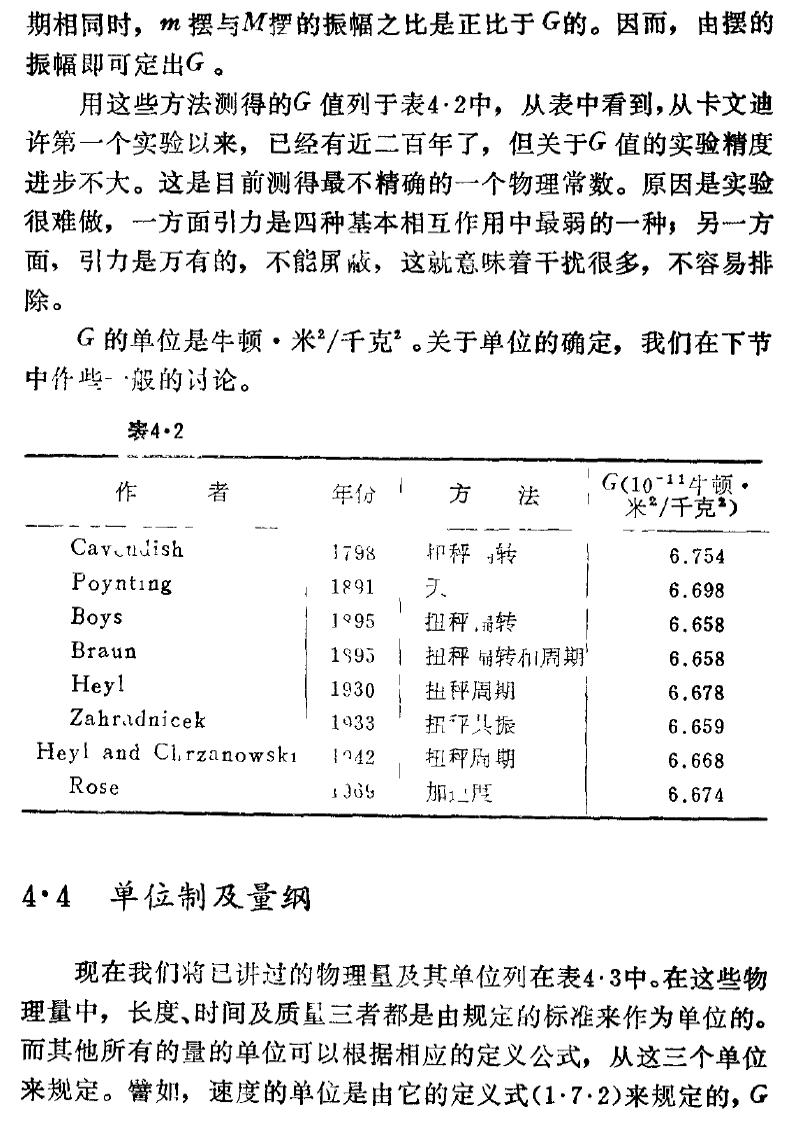 期相同时，m摆与M摆的振幅之比是正比于G的。因而，由摆的
振幅即可定出G。
用这些方法测得的G值列于表4·2中，从表中看到，从卡文迪
许第一个实验以来，已经有近二百年了，但关于G值的实验精度
进步不大。这是目前测得最不精确的一个物理常数。原因是实验
很难做，一方面引力是四种基本相互作用中最弱的一种；另一方
面，引力是万有的，不能屏蔽，这就意味着干扰很多，不容易排
除。
G的单位是牛顿·米²/千克²。关于单位的确定，我们在下节
中作些一般的讨论。
表4·2
作 者 年份 方 法 G(10⁻¹¹牛顿·
米²/千克²)
Cavendish 1798 扭秤偏转 6.754
Poynting 1891 天 6.698
Boys 1895 扭秤偏转 6.658
Braun 1895 扭秤偏转和周期 6.658
Heyl 1930 扭秤周期 6.678
Zahradnicek 1933 扭秤共振 6.659
Heyl and Chrzanowski 1942 扭秤周期 6.668
Rose 1969 加速度 6.674
4·4 单位制及量纲
现在我们将已讲过的物理量及其单位列在表4·3中。在这些物
理量中，长度、时间及质量三者都是由规定的标准来作为单位的。
而其他所有的量的单位可以根据相应的定义公式，从这三个单位
来规定。譬如，速度的单位是由它的定义式(1·7·2)来规定的，G